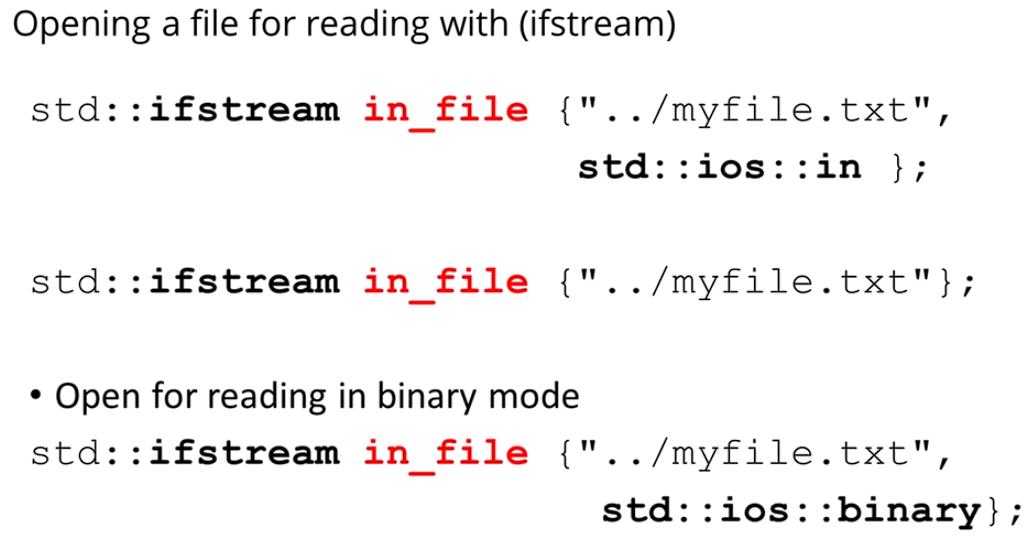 Opening a file for reading with (ifstream)
std::ifstream in_file {"../myfile.txt",
std::ios::in };
std::ifstream in_file {"../myfile.txt"};
• Open for reading in binary mode
std::ifstream in_file {"../myfile.txt",
std::ios::binary};